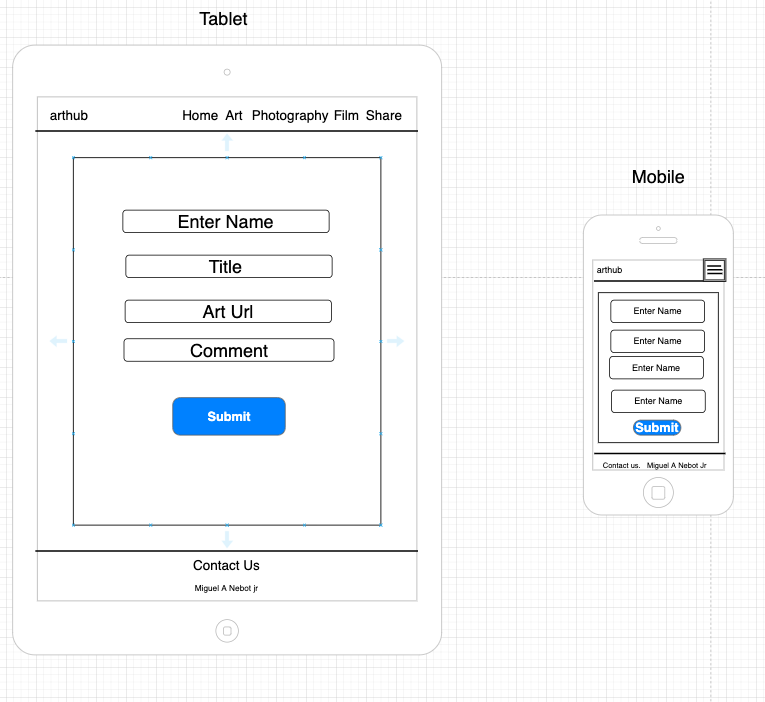 Tablet
arthub Home Art Photography Film Share
Enter Name
Title
Art Url
Comment
Submit
Contact Us
Miguel A Nebot jr
Mobile
arthub
Enter Name
Enter Name
Enter Name
Enter Name
Submit
Contact us. Miguel A Nebot Jr